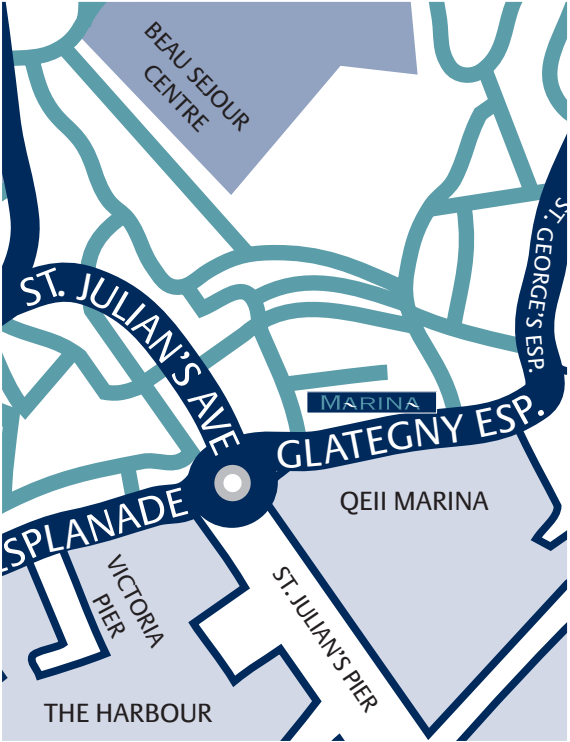 BEAU SEJOUR
CENTRE
ST.
ST. GEORGE'S ESP.
ST. JULIAN'S AVE
MARINA
GLATEGNY ESP.
QEII MARINA
ESPLANADE
VICTORIA
PIER
ST. JULIAN'S PIER
THE HARBOUR